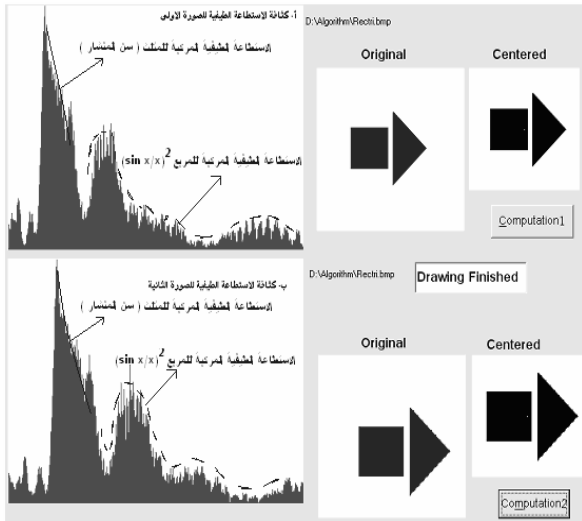 أ- كثافة الاستطاعة الطيفية للصورة الاولى
الاستطاعة الطيفية المركبة للمثلث ( سن المنشار )
الاستطاعة الطيفية المركبة للمربع (sin x/x)2
D:\Algorithm\Rectri.bmp
Original
Centered
Computation1
ب- كثافة الاستطاعة الطيفية للصورة الثانية
الاستطاعة الطيفية المركبة للمثلث ( سن المنشار )
الاستطاعة الطيفية المركبة للمربع (sin x/x)2
D:\Algorithm\Rectri.bmp
Drawing Finished
Original
Centered
Computation2